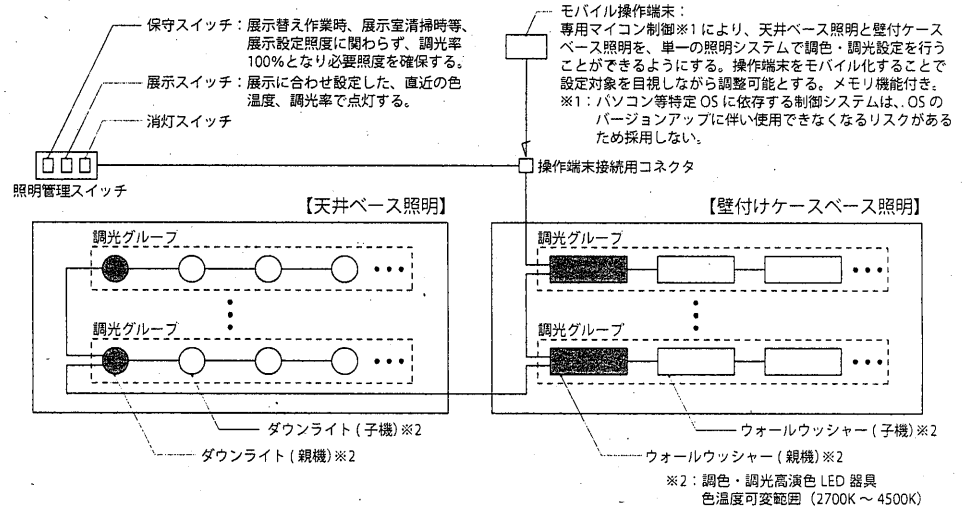 保守スイッチ：展示替え作業時、展示室清掃時等、
展示設定照度に関わらず、調光率
100%となり必要照度を確保する。
展示スイッチ：展示に合わせ設定した、直近の色
温度、調光率で点灯する。
消灯スイッチ
照明管理スイッチ
モバイル操作端末：
専用マイコン制御※1により、天井ベース照明と壁付ケース
ベース照明を、単一の照明システムで調色・調光設定を行う
ことができるようにする。操作端末をモバイル化することで
設定対象を目視しながら調整可能とする。メモリ機能付き。
※1：パソコン等特定OSに依存する制御システムは、OSの
バージョンアップに伴い使用できなくなるリスクがある
ため採用しない。
操作端末接続用コネクタ
【天井ベース照明】
調光グループ
調光グループ
ダウンライト(子機)※2
ダウンライト(親機)※2
【壁付けケースベース照明】
調光グループ
調光グループ
ウォールウッシャー(子機)※2
ウォールウッシャー(親機)※2
※2：調色・調光高演色LED器具
色温度可変範囲（2700K～4500K）